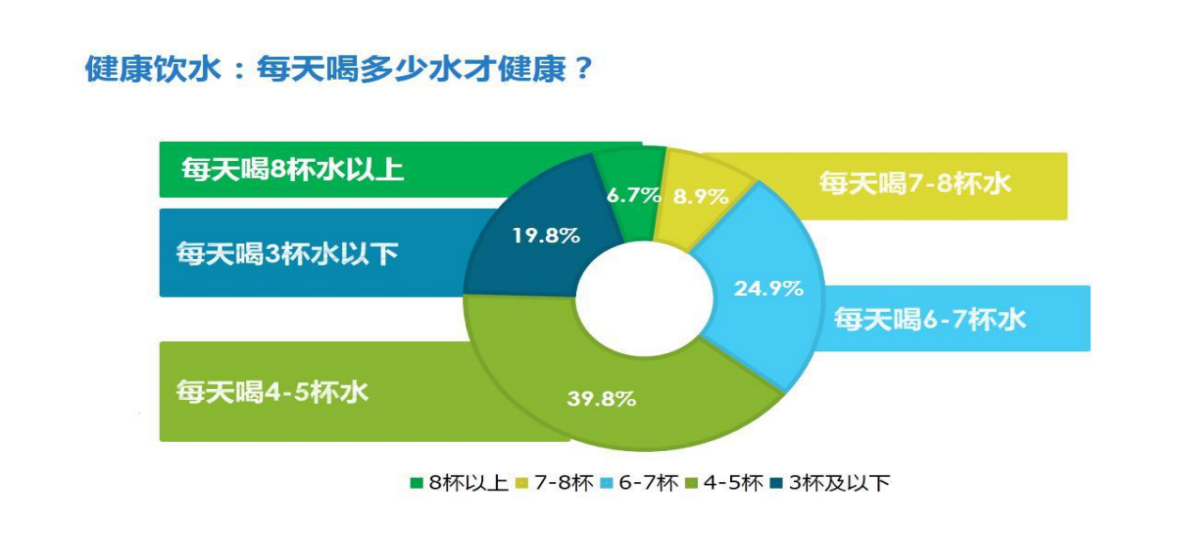 健康饮水：每天喝多少水才健康？
每天喝8杯水以上
每天喝7-8杯水
6.7%
8.9%
19.8%
每天喝3杯水以下
24.9%
每天喝6-7杯水
每天喝4-5杯水
39.8%
8杯以上 7-8杯 6-7杯 4-5杯 3杯及以下